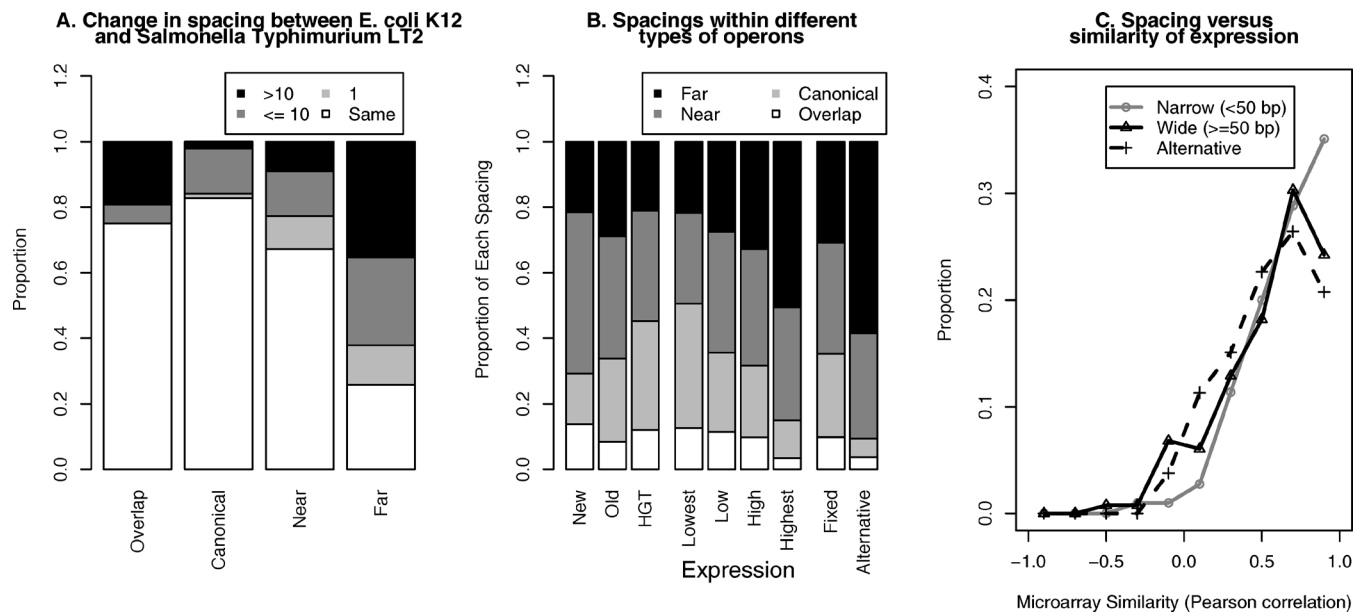 A. Change in spacing between E. coli K12
and Salmonella Typhimurium LT2
>10
1
<= 10
Same
Proportion
0.0
0.2
0.4
0.6
0.8
1.0
1.2
Overlap
Canonical
Near
Far
B. Spacings within different
types of operons
Far
Canonical
Near
Overlap
Proportion of Each Spacing
0.0
0.2
0.4
0.6
0.8
1.0
1.2
New
Old
HGT
Lowest
Low
High
Highest
Fixed
Alternative
Expression
C. Spacing versus
similarity of expression
Narrow (<50 bp)
Wide (>=50 bp)
Alternative
Proportion
0.0
0.1
0.2
0.3
0.4
−1.0
−0.5
0.0
0.5
1.0
Microarray Similarity (Pearson correlation)